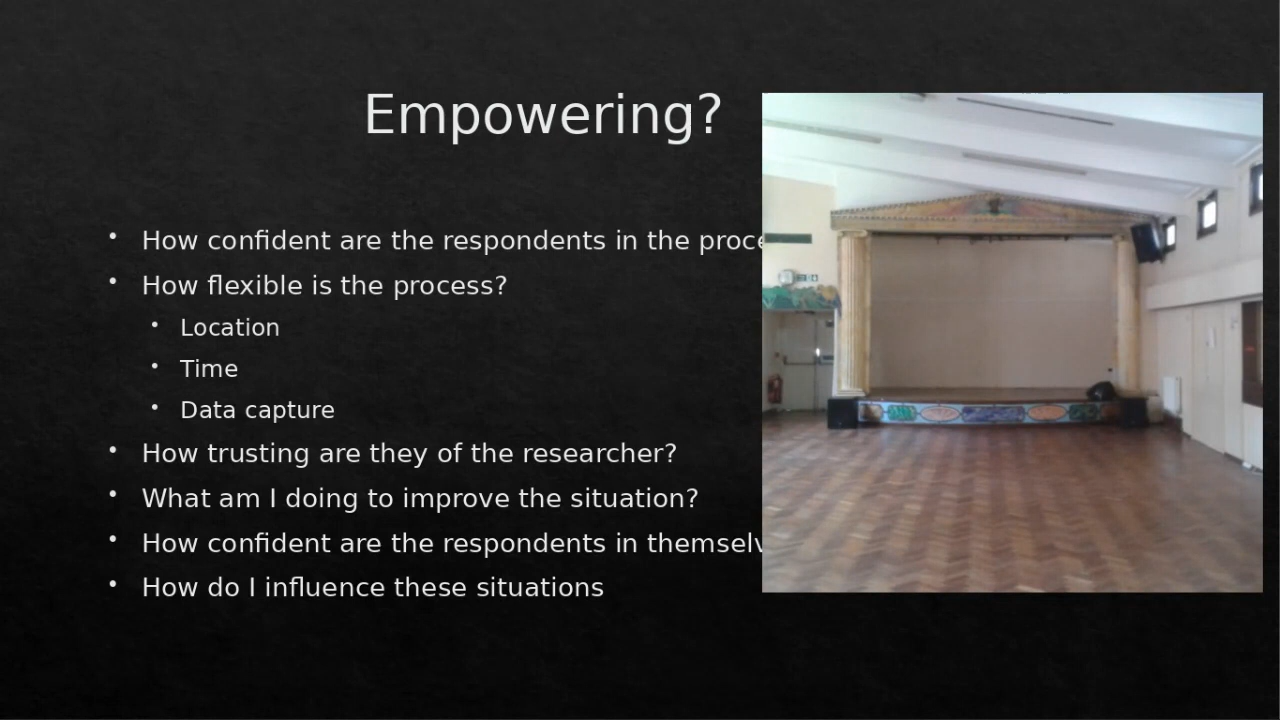 Empowering?
How confident are the respondents in the
How flexible is the process?
Location
Time
Data capture
How trusting are they of the researcher?
What am I doing to improve the situation?
How confident are the respondents in
How do I influence these situations